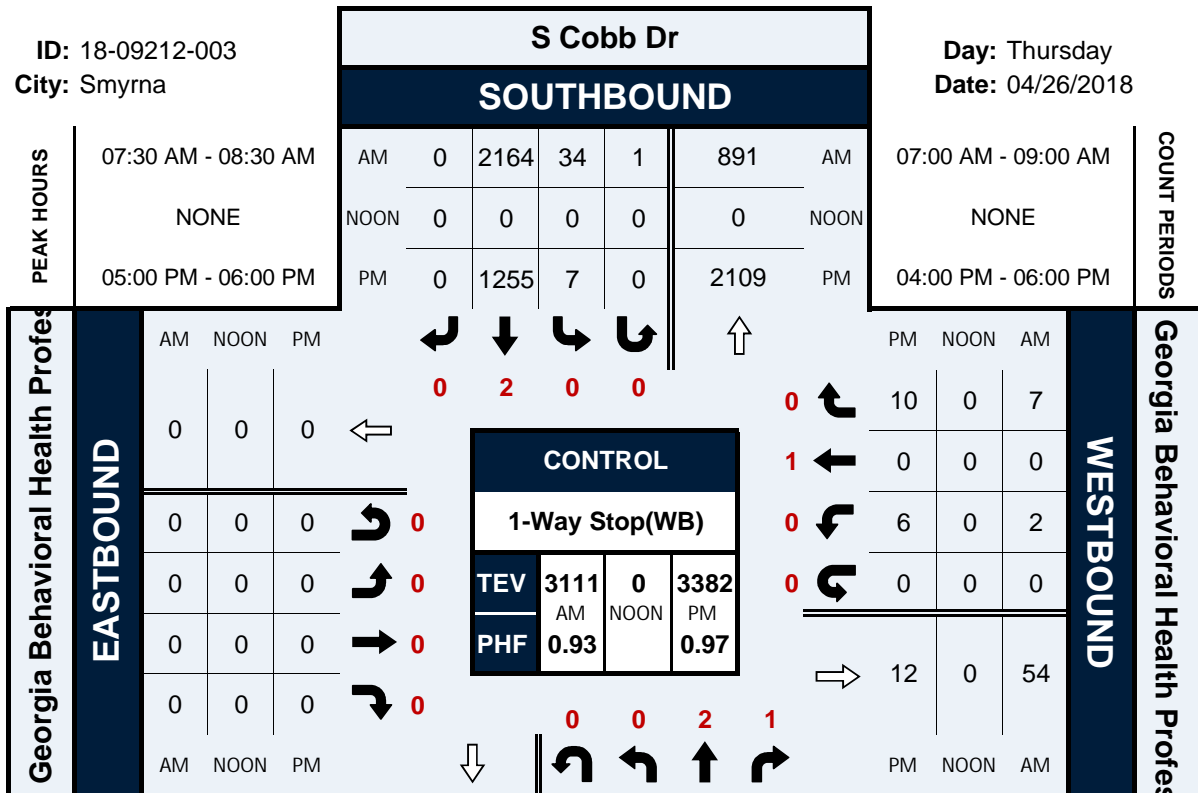 ID: 18-09212-003
City: Smyrna
S Cobb Dr
SOUTHBOUND
Day: Thursday
Date: 04/26/2018
PEAK HOURS
07:30 AM - 08:30 AM
NONE
05:00 PM - 06:00 PM
AM 0 2164 34 1 891 AM
NOON 0 0 0 0 0 NOON
PM 0 1255 7 0 2109 PM
07:00 AM - 09:00 AM
NONE
04:00 PM - 06:00 PM
COUNT PERIODS
0 2 0 0
Georgia Behavioral Health Profes
EASTBOUND
AM NOON PM
0 0 0
0 0 0 0
0 0 0 0
0 0 0 0
0 0 0 0
AM NOON PM
CONTROL
1-Way Stop(WB)
TEV 3111 0 3382
AM NOON PM
PHF 0.93 0.97
PM NOON AM
0 10 0 7
1 0 0 0
0 6 0 2
0 0 0 0
12 0 54
PM NOON AM
WESTBOUND
Georgia Behavioral Health Profes
0 0 2 1